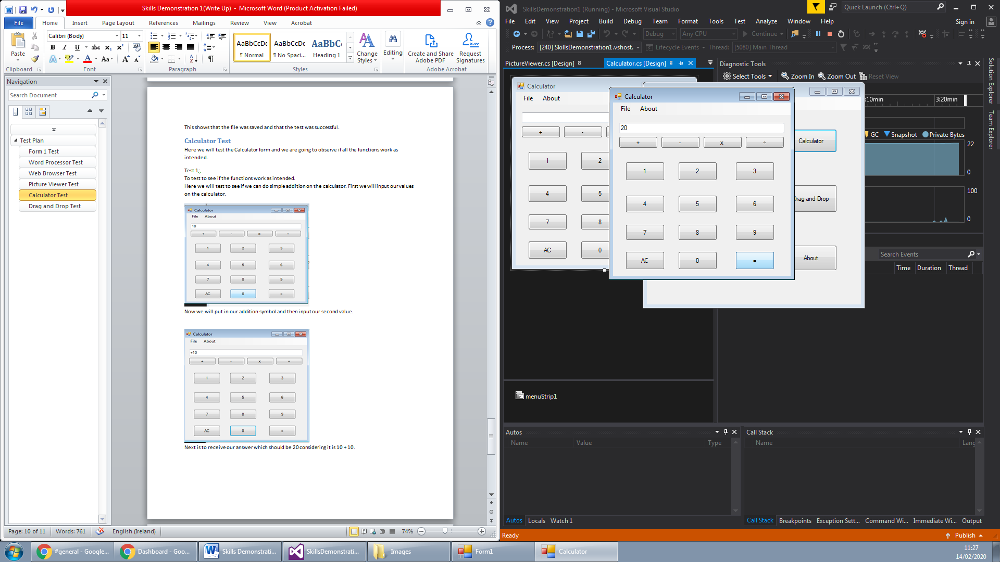 Skills Demonstration 1(Write Up) - Microsoft Word (Product Activation Failed)
File Home Insert Page Layout References Mailings Review View Acrobat
Calibri (Body) 11
Paste
B I U abc x₂ x²
Aa
AaBbCcDc AaBbCcDc AaBbCc
¶ Normal ¶ No Spaci... Heading 1
Change Styles
Editing
Create and Share Adobe PDF
Request Signatures
Clipboard Font Paragraph Styles Adobe Acrobat
Navigation
Search Document
Test Plan
Form 1 Test
Word Processor Test
Web Browser Test
Picture Viewer Test
Calculator Test
Drag and Drop Test
This shows that the file was saved and that the test was successful.
Calculator Test
Here we will test the Calculator form and we are going to observe if all the functions work as
intended.
Test 1:
To test to see if the functions work as intended.
Here we will test to see if we can do simple addition on the calculator. First we will input our values
on the calculator.
Calculator
File About
10
+ - x ÷
1 2 3
4 5 6
7 8 9
AC 0 =
Now we will put in our addition symbol and then input our second value.
Calculator
File About
+10
+ - x ÷
1 2 3
4 5 6
7 8 9
AC 0 =
Next is to receive our answer which should be 20 considering it is 10 + 10.
Page: 10 of 11 Words: 761 English (Ireland) 74%
SkillsDemonstration1 (Running) - Microsoft Visual Studio
Quick Launch (Ctrl+Q)
File Edit View Project Build Debug Team Format Tools Test Analyze Window Help Sign in
Debug Any CPU Continue
Process: [240] SkillsDemonstration1.vshost. Lifecycle Events Thread: [5080] Main Thread
PictureViewer.cs [Design] Calculator.cs [Design]
Calculator
File About
+ -
1 2
4 5
7 8
AC 0
Calculator
File About
20
+ - x ÷
1 2 3
4 5 6
7 8 9
AC 0 =
Calculator
Drag and Drop
About
Diagnostic Tools
Select Tools Zoom In Zoom Out Reset View
:10min 3:20min
GC Snapshot Private Bytes
22
0
100
0
Search Events
Time Duration Thread
Solution Explorer
Team Explorer
menuStrip1
Autos
Name Value Type
Autos Locals Watch 1
Call Stack
Name Lang
Call Stack Breakpoints Exception Sett... Command Wi... Immediate Wi... Output
Ready
Publish
#general - Google... Dashboard - Goo... Skills Demonstrati... SkillsDemonstrati... Images Form1 Calculator
11:27
14/02/2020